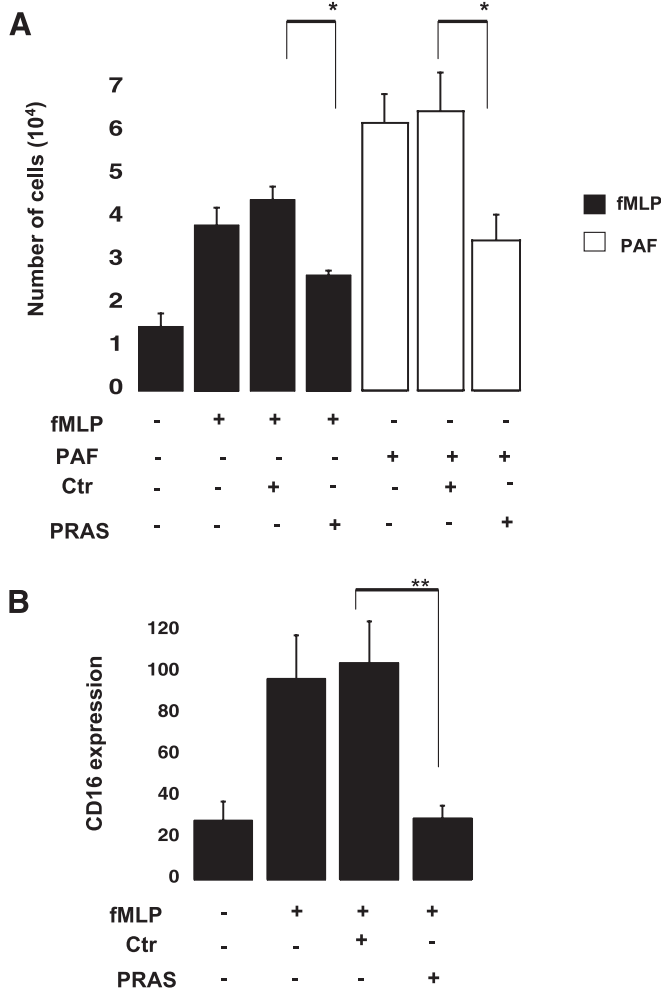 A
*
*
7
6
5
4
3
2
1
0
Number of cells (10⁴)
fMLP
PAF
fMLP - + + + - - -
PAF - - - - + + +
Ctr - - + - - + -
PRAS - - - + - - +
B
**
120
100
80
60
40
20
0
CD16 expression
fMLP - + + +
Ctr - - + -
PRAS - - - +